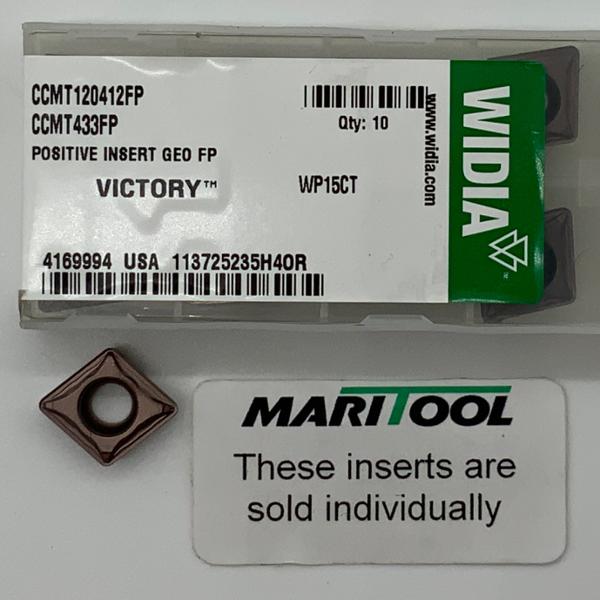 CCMT120412FP
CCMT433FP
Qty: 10
POSITIVE INSERT GEO FP
VICTORY™
WP15CT
4169994 USA 113725235H4OR
www.widia.com
WIDIA
MARITOOL
These inserts are
sold individually